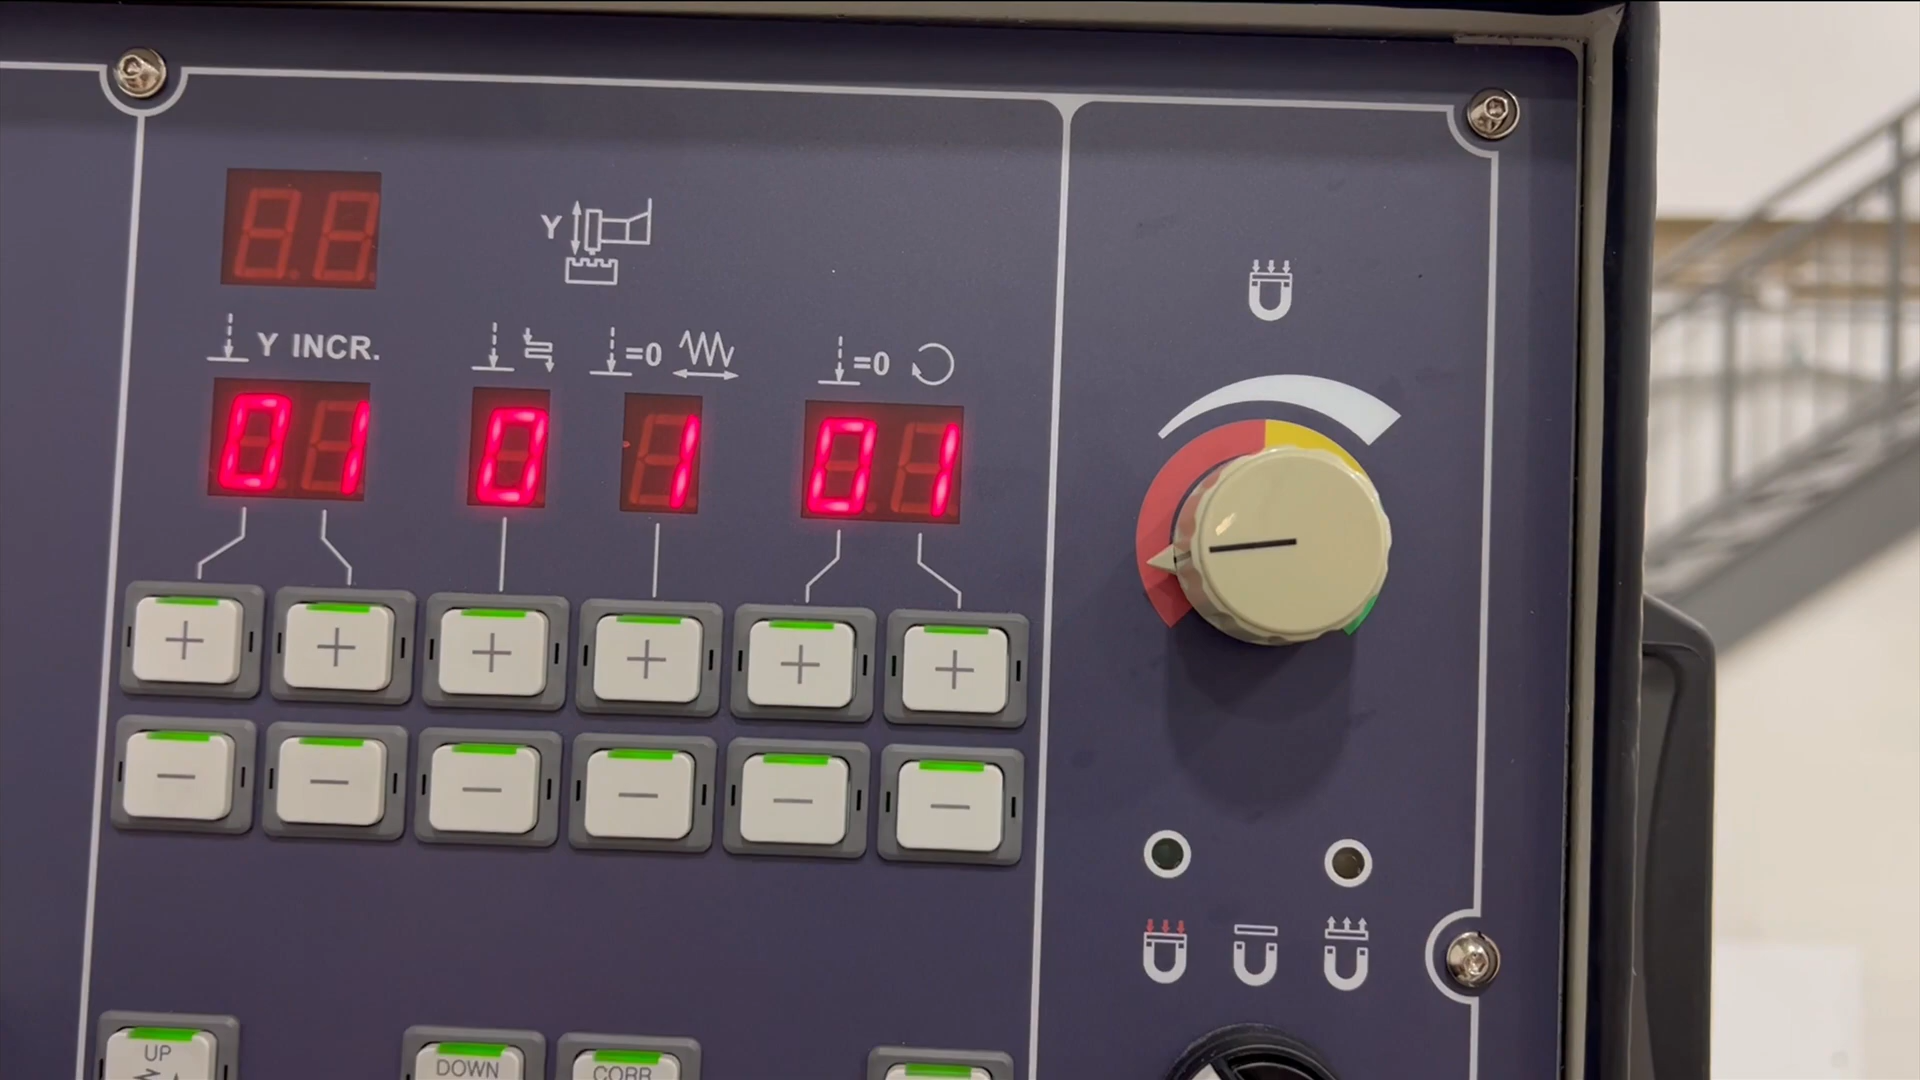 Y
Y INCR.
=0
=0
01 0 1 01
+ + + + + +
− − − − − −
UP
DOWN
CORR